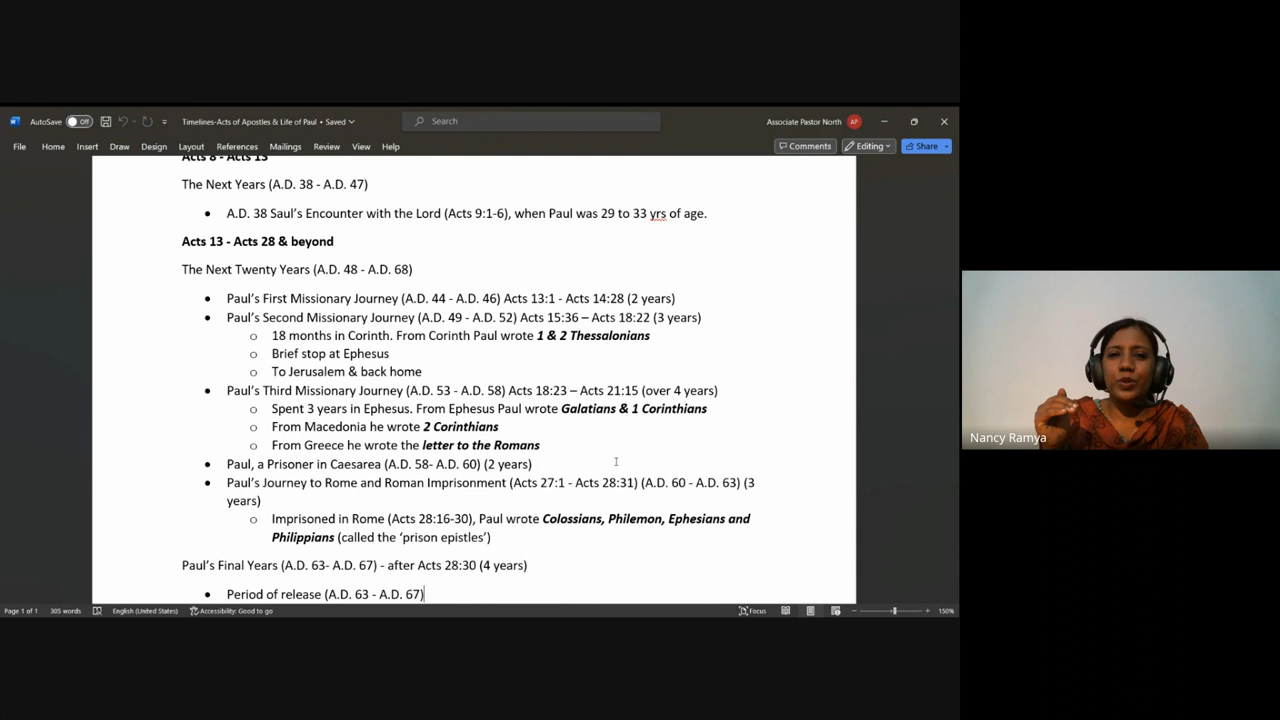 AutoSave Off
Timelines-Acts of Apostles & Life of Paul • Saved
Search
Associate Pastor North AP
File Home Insert Draw Design Layout References Mailings Review View Help
Comments Editing Share
Acts 8 - Acts 13
The Next Years (A.D. 38 - A.D. 47)
• A.D. 38 Saul’s Encounter with the Lord (Acts 9:1-6), when Paul was 29 to 33 yrs of age.
Acts 13 - Acts 28 & beyond
The Next Twenty Years (A.D. 48 - A.D. 68)
• Paul’s First Missionary Journey (A.D. 44 - A.D. 46) Acts 13:1 - Acts 14:28 (2 years)
• Paul’s Second Missionary Journey (A.D. 49 - A.D. 52) Acts 15:36 – Acts 18:22 (3 years)
o 18 months in Corinth. From Corinth Paul wrote 1 & 2 Thessalonians
o Brief stop at Ephesus
o To Jerusalem & back home
• Paul’s Third Missionary Journey (A.D. 53 - A.D. 58) Acts 18:23 – Acts 21:15 (over 4 years)
o Spent 3 years in Ephesus. From Ephesus Paul wrote Galatians & 1 Corinthians
o From Macedonia he wrote 2 Corinthians
o From Greece he wrote the letter to the Romans
• Paul, a Prisoner in Caesarea (A.D. 58- A.D. 60) (2 years)
• Paul’s Journey to Rome and Roman Imprisonment (Acts 27:1 - Acts 28:31) (A.D. 60 - A.D. 63) (3
years)
o Imprisoned in Rome (Acts 28:16-30), Paul wrote Colossians, Philemon, Ephesians and
Philippians (called the ‘prison epistles’)
Paul’s Final Years (A.D. 63- A.D. 67) - after Acts 28:30 (4 years)
• Period of release (A.D. 63 - A.D. 67)
Page 1 of 1 305 words English (United States) Accessibility: Good to go
Focus 150%
Nancy Ramya